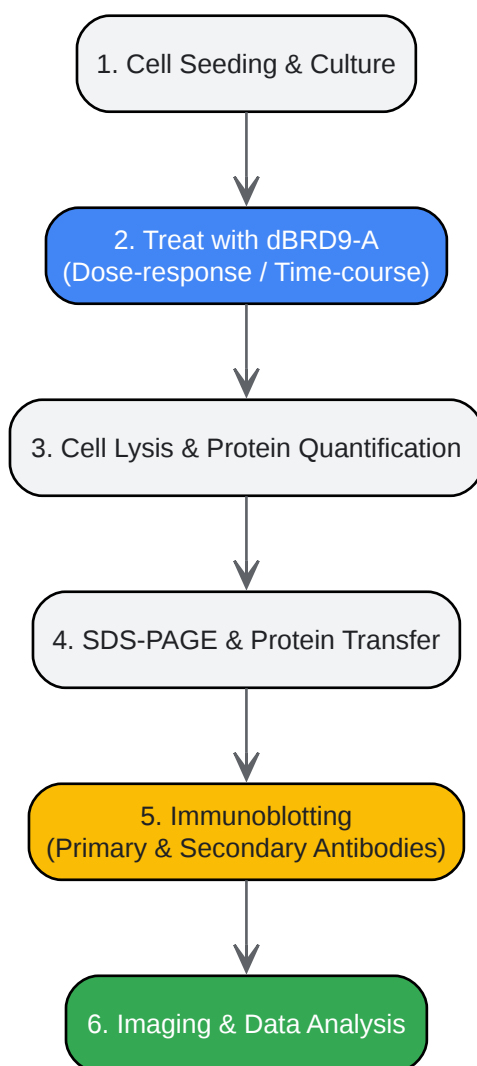 1. Cell Seeding & Culture
2. Treat with dBRD9-A
(Dose-response / Time-course)
3. Cell Lysis & Protein Quantification
4. SDS-PAGE & Protein Transfer
5. Immunoblotting
(Primary & Secondary Antibodies)
6. Imaging & Data Analysis